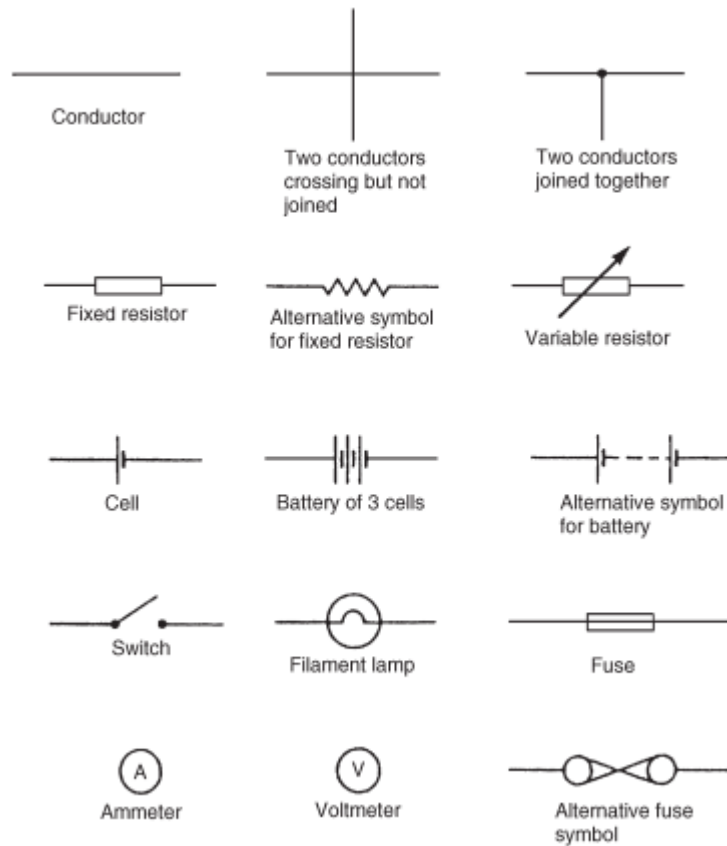 Conductor
Two conductors
crossing but not
joined
Two conductors
joined together
Fixed resistor
Alternative symbol
for fixed resistor
Variable resistor
Cell
Battery of 3 cells
Alternative symbol
for battery
Switch
Filament lamp
Fuse
A
Ammeter
V
Voltmeter
Alternative fuse
symbol